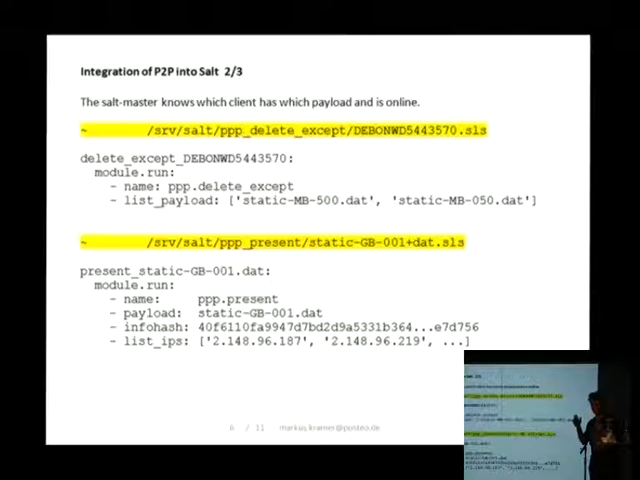 Integration of P2P into Salt 2/3
The salt-master knows which client has which payload and is online.
~ /srv/salt/ppp_delete_except/DEBONWD5443570.sls
delete_except_DEBONWD5443570:
module.run:
- name: ppp.delete_except
- list_payload: ['static-MB-500.dat', 'static-MB-050.dat']
~ /srv/salt/ppp_present/static-GB-001+dat.sls
present_static-GB-001.dat:
module.run:
- name: ppp.present
- payload: static-GB-001.dat
- infohash: 40f6110fa9947d7bd2d9a5331b364...e7d756
- list_ips: ['2.148.96.187', '2.148.96.219', ...]
6 / 11 markus.kramer@posteo.de